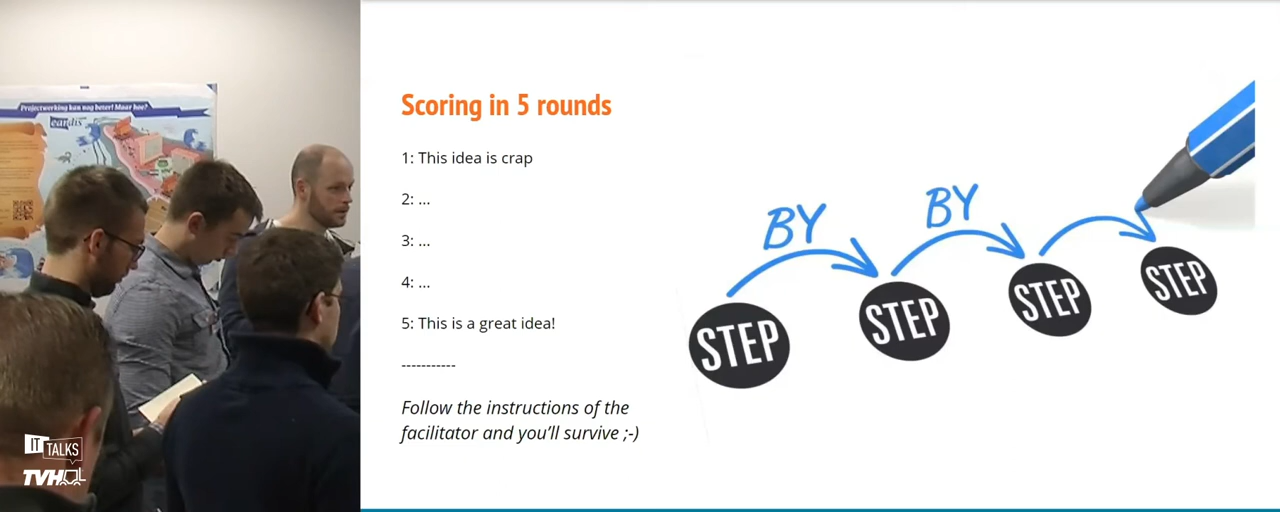 Projectwerking kan nog beter! Maar hoe?
eandis
IT
TALKS
TVH
Scoring in 5 rounds
1: This idea is crap
2: ...
3: ...
4: ...
5: This is a great idea!
-----------
Follow the instructions of the
facilitator and you'll survive ;-)
BY
BY
STEP
STEP
STEP
STEP